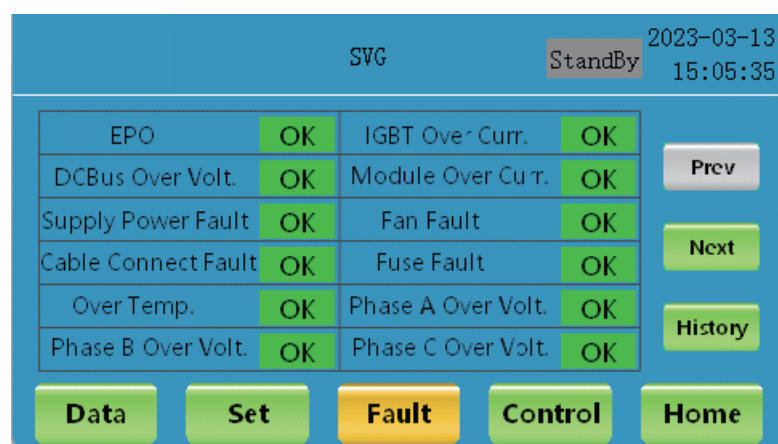 SVG
StandBy
2023-03-13
15:05:35
EPO OK IGBT Over Curr. OK
DCBus Over Volt. OK Module Over Curr. OK
Supply Power Fault OK Fan Fault OK
Cable Connect Fault OK Fuse Fault OK
Over Temp. OK Phase A Over Volt. OK
Phase B Over Volt. OK Phase C Over Volt. OK
Prev
Next
History
Data Set Fault Control Home